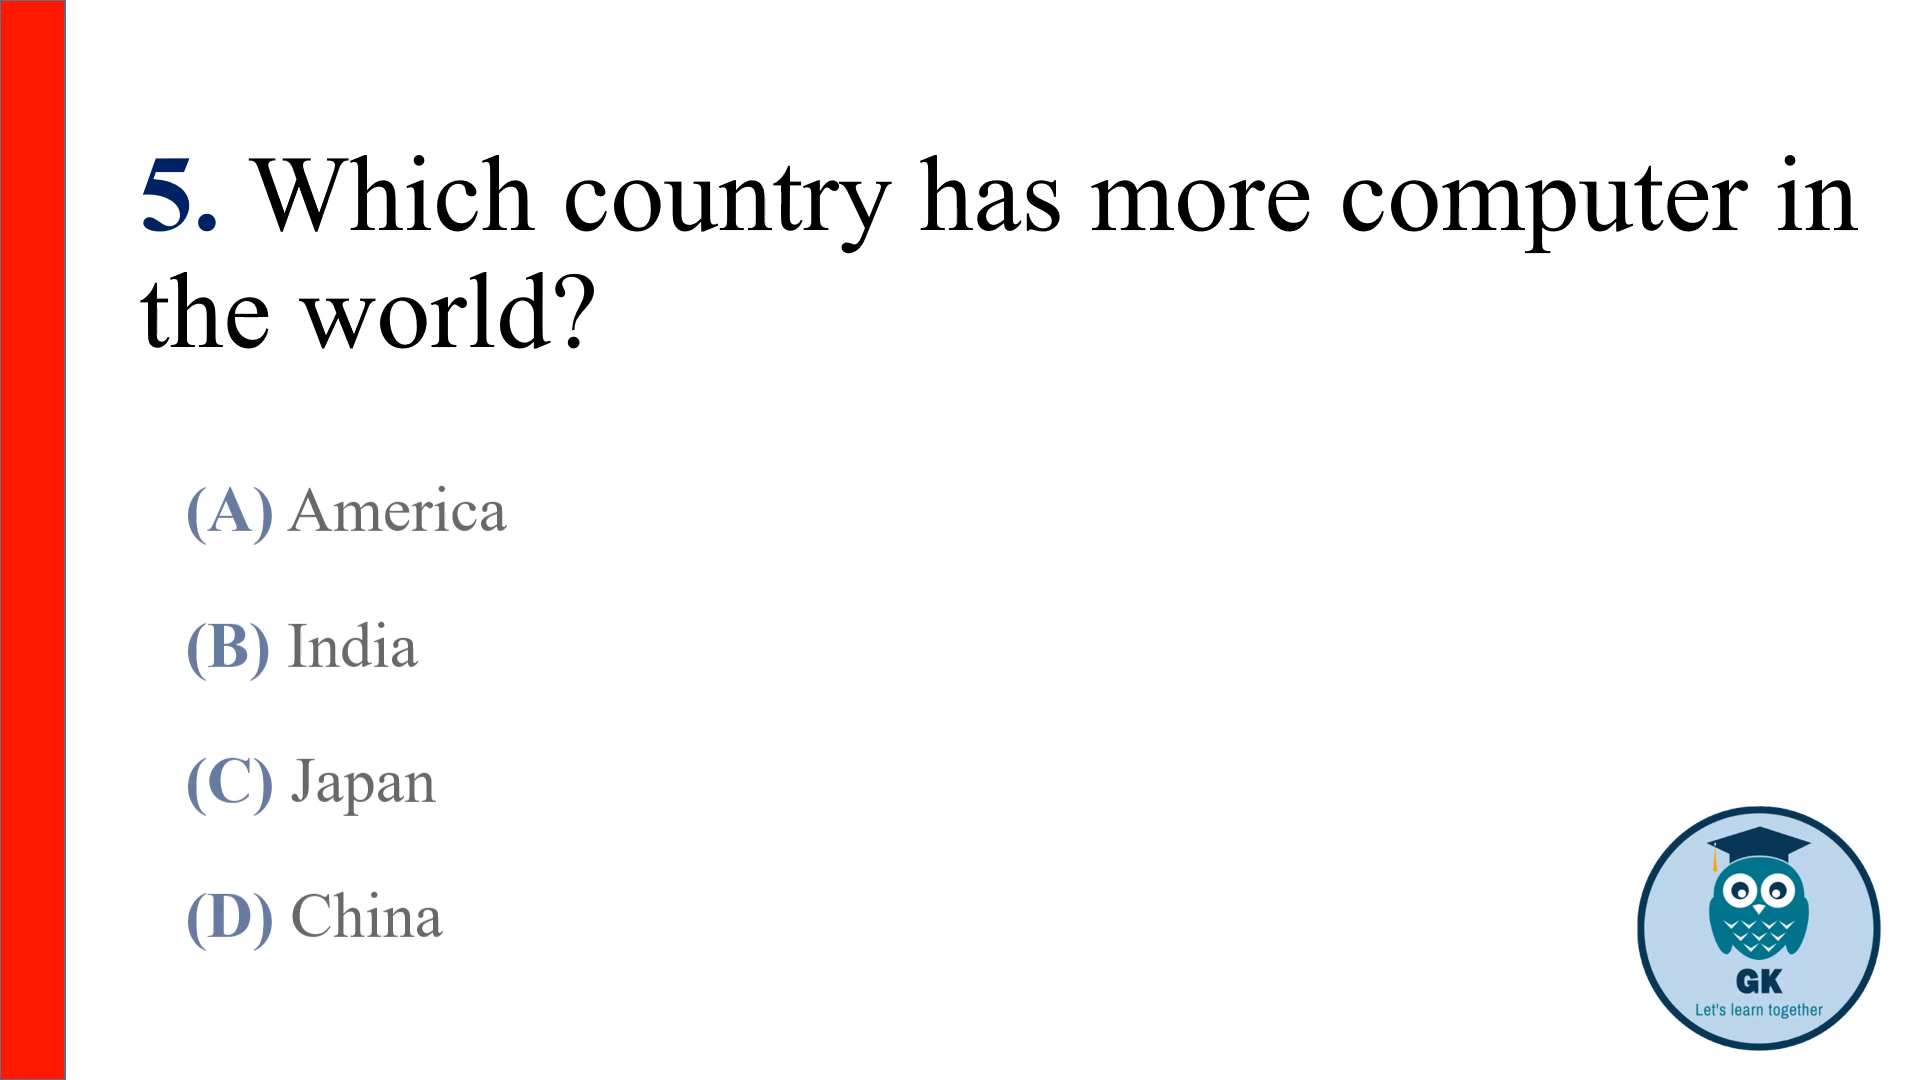 5. Which country has more computer in
the world?
(A) America
(B) India
(C) Japan
(D) China
GK
Let's learn together